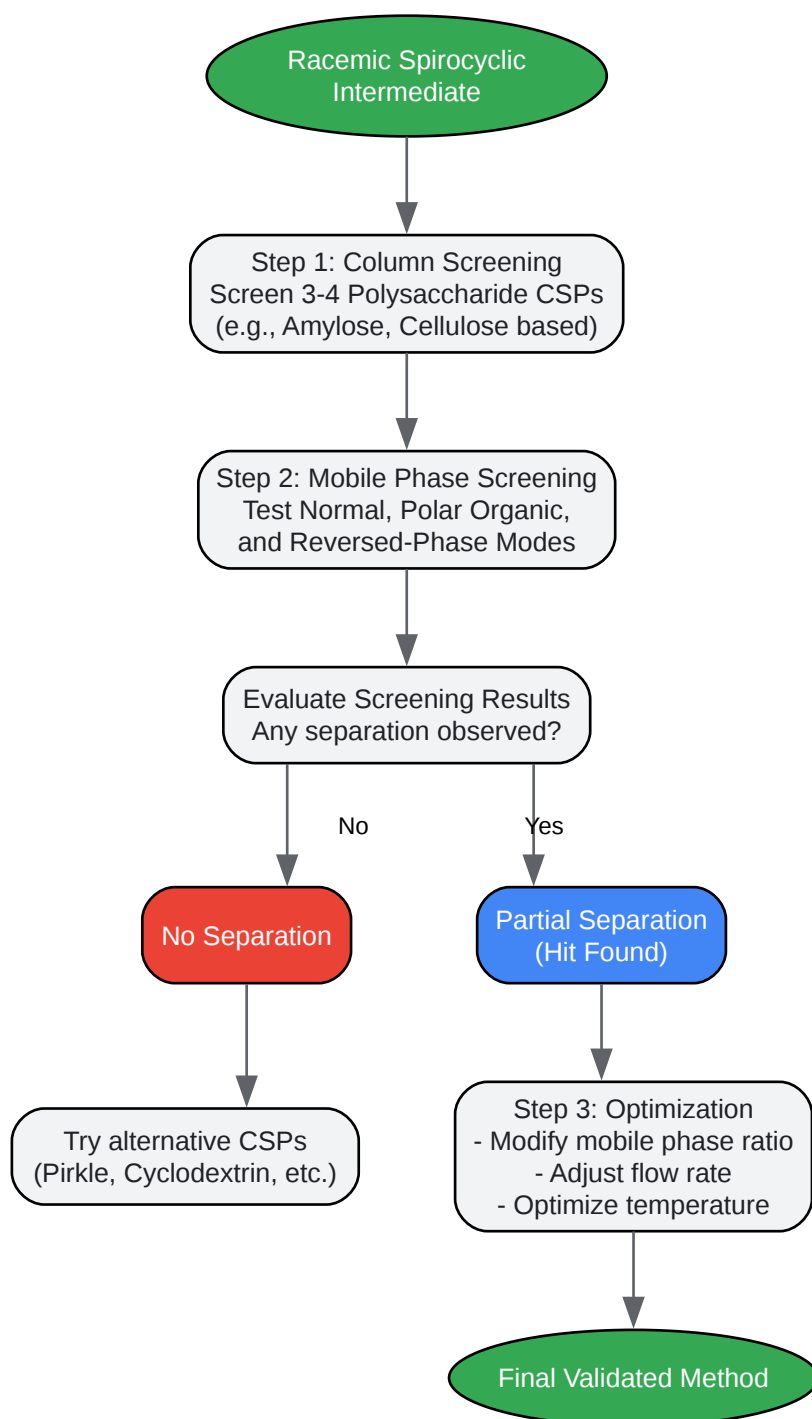 Racemic Spirocyclic
Intermediate
Step 1: Column Screening
Screen 3-4 Polysaccharide CSPs
(e.g., Amylose, Cellulose based)
Step 2: Mobile Phase Screening
Test Normal, Polar Organic,
and Reversed-Phase Modes
Evaluate Screening Results
Any separation observed?
No
Yes
No Separation
Partial Separation
(Hit Found)
Try alternative CSPs
(Pirkle, Cyclodextrin, etc.)
Step 3: Optimization
- Modify mobile phase ratio
- Adjust flow rate
- Optimize temperature
Final Validated Method